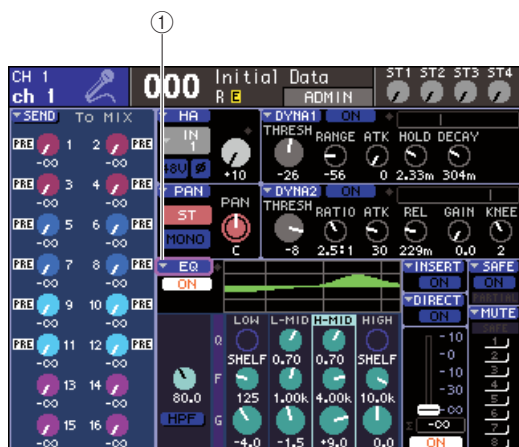 ①
CH 1
ch 1
000
Initial Data
R E
ADMIN
ST1 ST2 ST3 ST4
SEND To MIX
PRE 1 2 PRE
-∞ -∞
PRE 3 4 PRE
-∞ -∞
PRE 5 6 PRE
-∞ -∞
PRE 7 8 PRE
-∞ -∞
PRE 9 10 PRE
-∞ -∞
PRE 11 12 PRE
-∞ -∞
13 14
-∞ -∞
15 16
-∞ -∞
HA
IN
1
48V ø
+10
PAN
ST
MONO
PAN
C
DYNA1 ON
THRESH RANGE ATK HOLD DECAY
-26 -56 0 2.33m 304m
DYNA2 ON
THRESH RATIO ATK REL GAIN KNEE
-8 2.5:1 30 229m 0.0 2
EQ
ON
LOW L-MID H-MID HIGH
Q
SHELF 0.70 0.70 SHELF
F
80.0
125 1.00k 4.00k 10.0k
HPF
G
-4.0 -1.5 +9.0 0.0
INSERT
ON
DIRECT
ON
-10
-0
-10
-30
-∞
Σ -∞
ON
SAFE
ON
PARTIAL
MUTE
SAFE
1
2
3
4
5
6
7
8